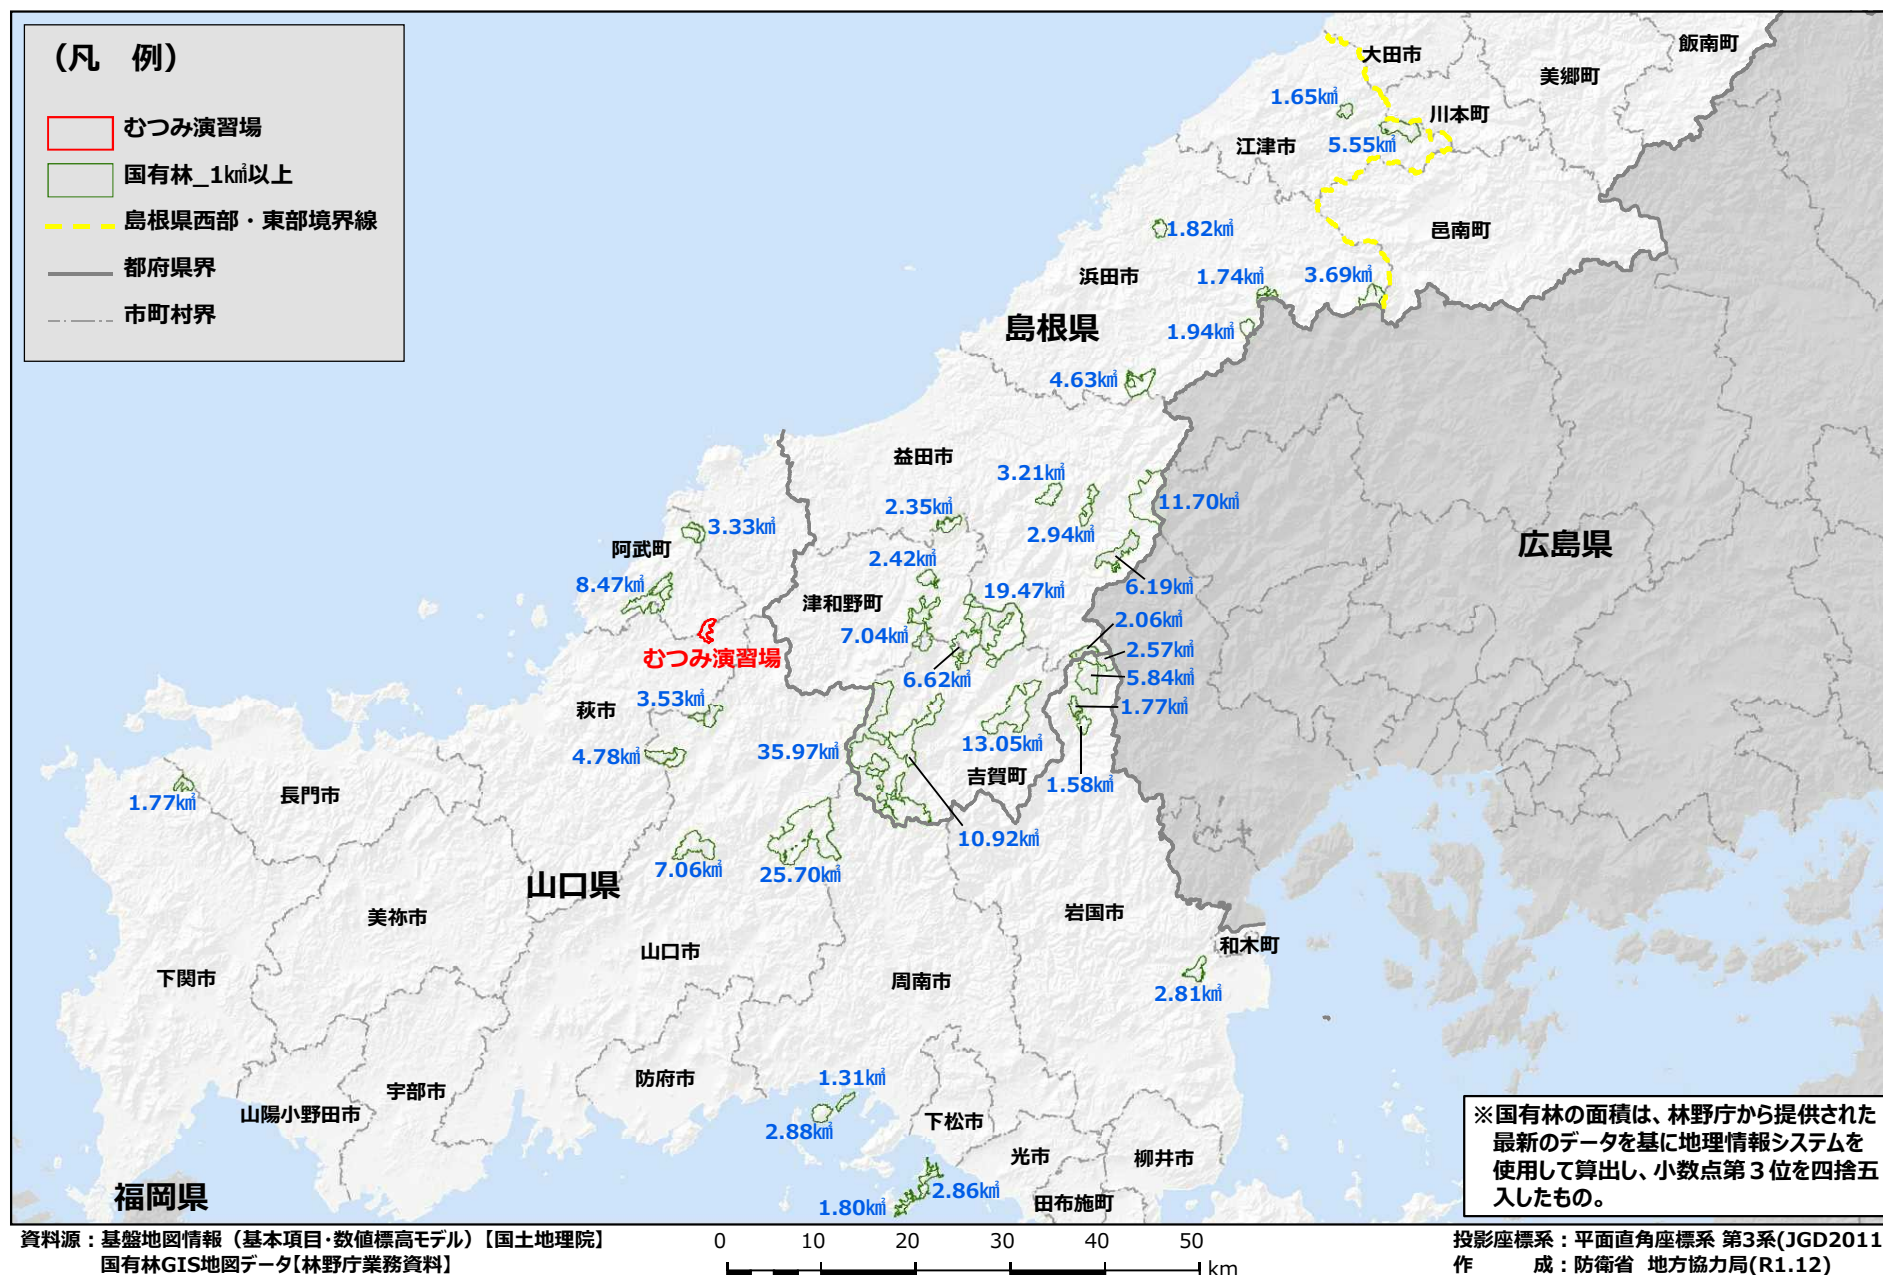 （凡　例）
むつみ演習場
国有林_1k㎡以上
島根県西部・東部境界線
都府県界
市町村界
飯南町
大田市
美郷町
1.65k㎡
川本町
5.55k㎡
江津市
1.82k㎡
邑南町
浜田市
1.74k㎡
3.69k㎡
島根県
1.94k㎡
4.63k㎡
益田市
3.21k㎡
11.70k㎡
2.35k㎡
3.33k㎡
2.94k㎡
阿武町
広島県
2.42k㎡
8.47k㎡
19.47k㎡
6.19k㎡
津和野町
2.06k㎡
7.04k㎡
2.57k㎡
むつみ演習場
6.62k㎡
5.84k㎡
3.53k㎡
1.77k㎡
萩市
35.97k㎡
13.05k㎡
4.78k㎡
吉賀町
1.58k㎡
長門市
1.77k㎡
10.92k㎡
7.06k㎡
25.70k㎡
山口県
岩国市
美祢市
和木町
山口市
下関市
周南市
2.81k㎡
1.31k㎡
防府市
宇部市
山陽小野田市
下松市
2.88k㎡
光市
柳井市
2.86k㎡
福岡県
1.80k㎡
田布施町
※国有林の面積は、林野庁から提供された
最新のデータを基に地理情報システムを
使用して算出し、小数点第３位を四捨五
入したもの。
資料源：基盤地図情報（基本項目・数値標高モデル）【国土地理院】
国有林GIS地図データ【林野庁業務資料】
0 10 20 30 40 50
km
投影座標系：平面直角座標系 第3系(JGD2011
作　　成：防衛省 地方協力局(R1.12)